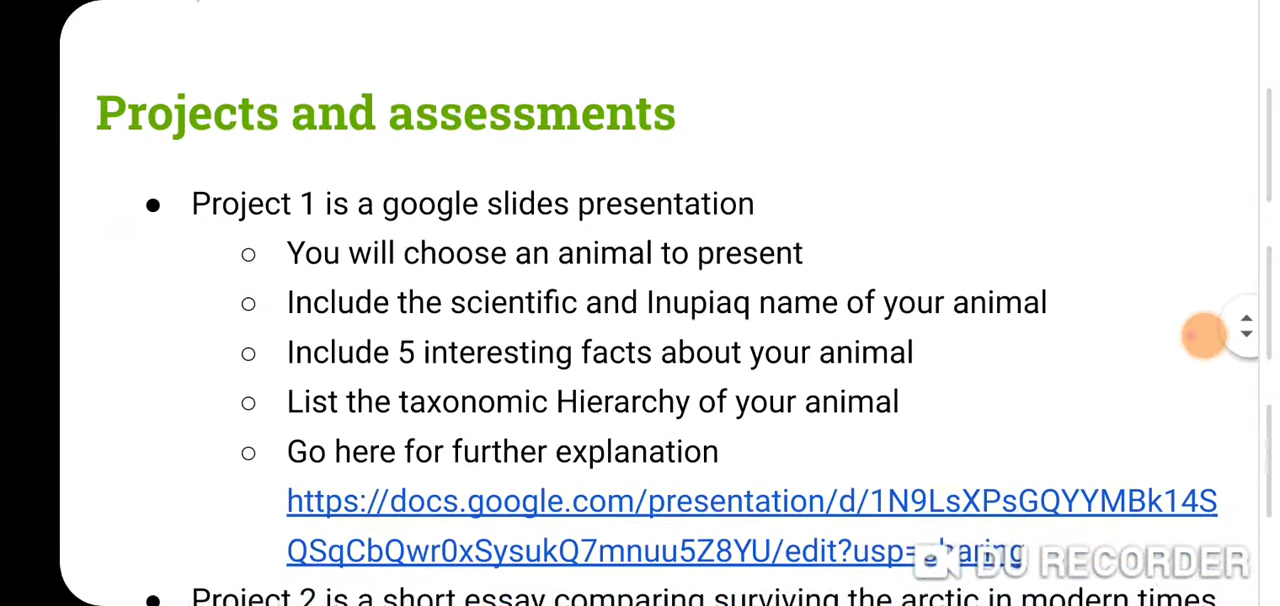 Projects and assessments
● Project 1 is a google slides presentation
○ You will choose an animal to present
○ Include the scientific and Inupiaq name of your animal
○ Include 5 interesting facts about your animal
○ List the taxonomic Hierarchy of your animal
○ Go here for further explanation
https://docs.google.com/presentation/d/1N9LsXPsGQYYMBk14S
QSqCbQwr0xSysukQ7mnuu5Z8YU/edit?usp=sharing
DU RECORDER
● Project 2 is a short essay comparing surviving the arctic in modern times